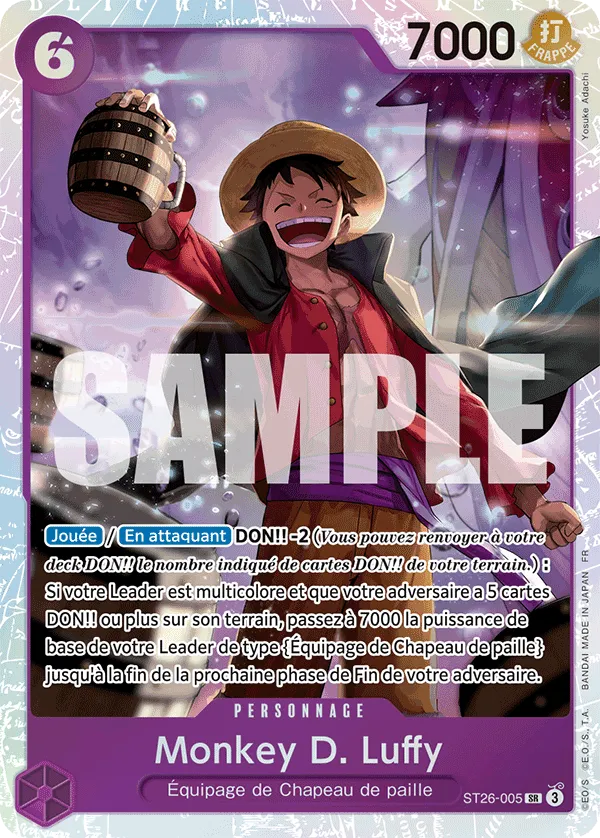 6
7000
打
FRAPPE
Yosuke Adachi
SAMPLE
Jouée / En attaquant DON!! -2 (Vous pouvez renvoyer à votre
deck DON!! le nombre indiqué de cartes DON!! de votre terrain.) :
Si votre Leader est multicolore et que votre adversaire a 5 cartes
DON!! ou plus sur son terrain, passez à 7000 la puissance de
base de votre Leader de type {Équipage de Chapeau de paille}
jusqu'à la fin de la prochaine phase de Fin de votre adversaire.
©E.O./S., T.A. BANDAI MADE IN JAPAN FR
©EO/S
PERSONNAGE
Monkey D. Luffy
Équipage de Chapeau de paille
ST26-005 SR 3